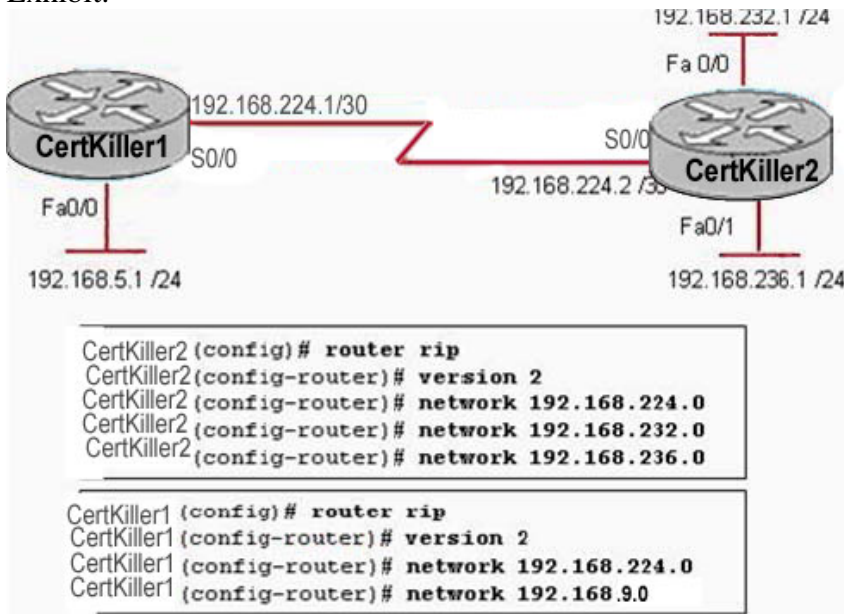 Exhibit:
192.168.232.1 /24
Fa 0/0
192.168.224.1/30
CertKiller1
S0/0
S0/0
CertKiller2
192.168.224.2 /30
Fa0/0
Fa0/1
192.168.5.1 /24
192.168.236.1 /24
CertKiller2 (config)# router rip
CertKiller2 (config-router)# version 2
CertKiller2 (config-router)# network 192.168.224.0
CertKiller2 (config-router)# network 192.168.232.0
CertKiller2 (config-router)# network 192.168.236.0
CertKiller1 (config)# router rip
CertKiller1 (config-router)# version 2
CertKiller1 (config-router)# network 192.168.224.0
CertKiller1 (config-router)# network 192.168.9.0